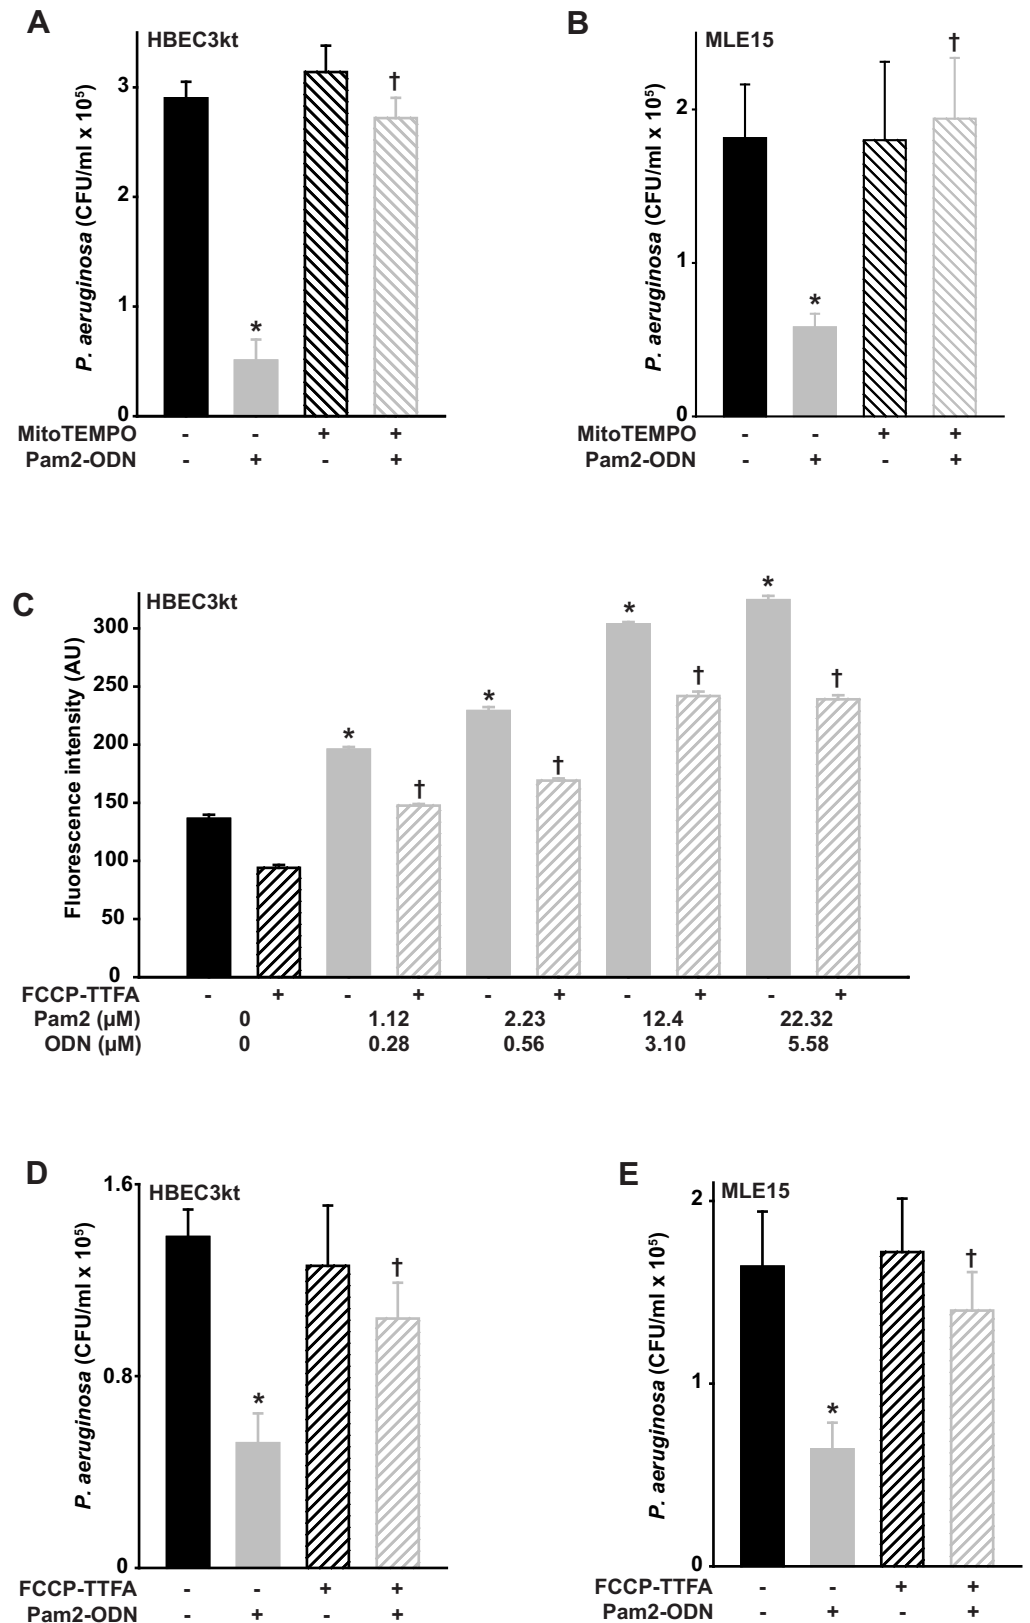 A
HBEC3kt
P. aeruginosa (CFU/ml x 10⁵)
3
2
1
0
*
†
MitoTEMPO - - + +
Pam2-ODN - + - +
B
MLE15
P. aeruginosa (CFU/ml x 10⁵)
2
1
0
*
†
MitoTEMPO - - + +
Pam2-ODN - + - +
C
HBEC3kt
Fluorescence intensity (AU)
300
250
200
150
100
50
0
* † * † * † * †
FCCP-TTFA - + - + - + - + - +
Pam2 (µM) 0 1.12 2.23 12.4 22.32
ODN (µM) 0 0.28 0.56 3.10 5.58
D
HBEC3kt
P. aeruginosa (CFU/ml x 10⁵)
1.6
0.8
0
*
†
FCCP-TTFA - - + +
Pam2-ODN - + - +
E
MLE15
P. aeruginosa (CFU/ml x 10⁵)
2
1
0
*
†
FCCP-TTFA - - + +
Pam2-ODN - + - +